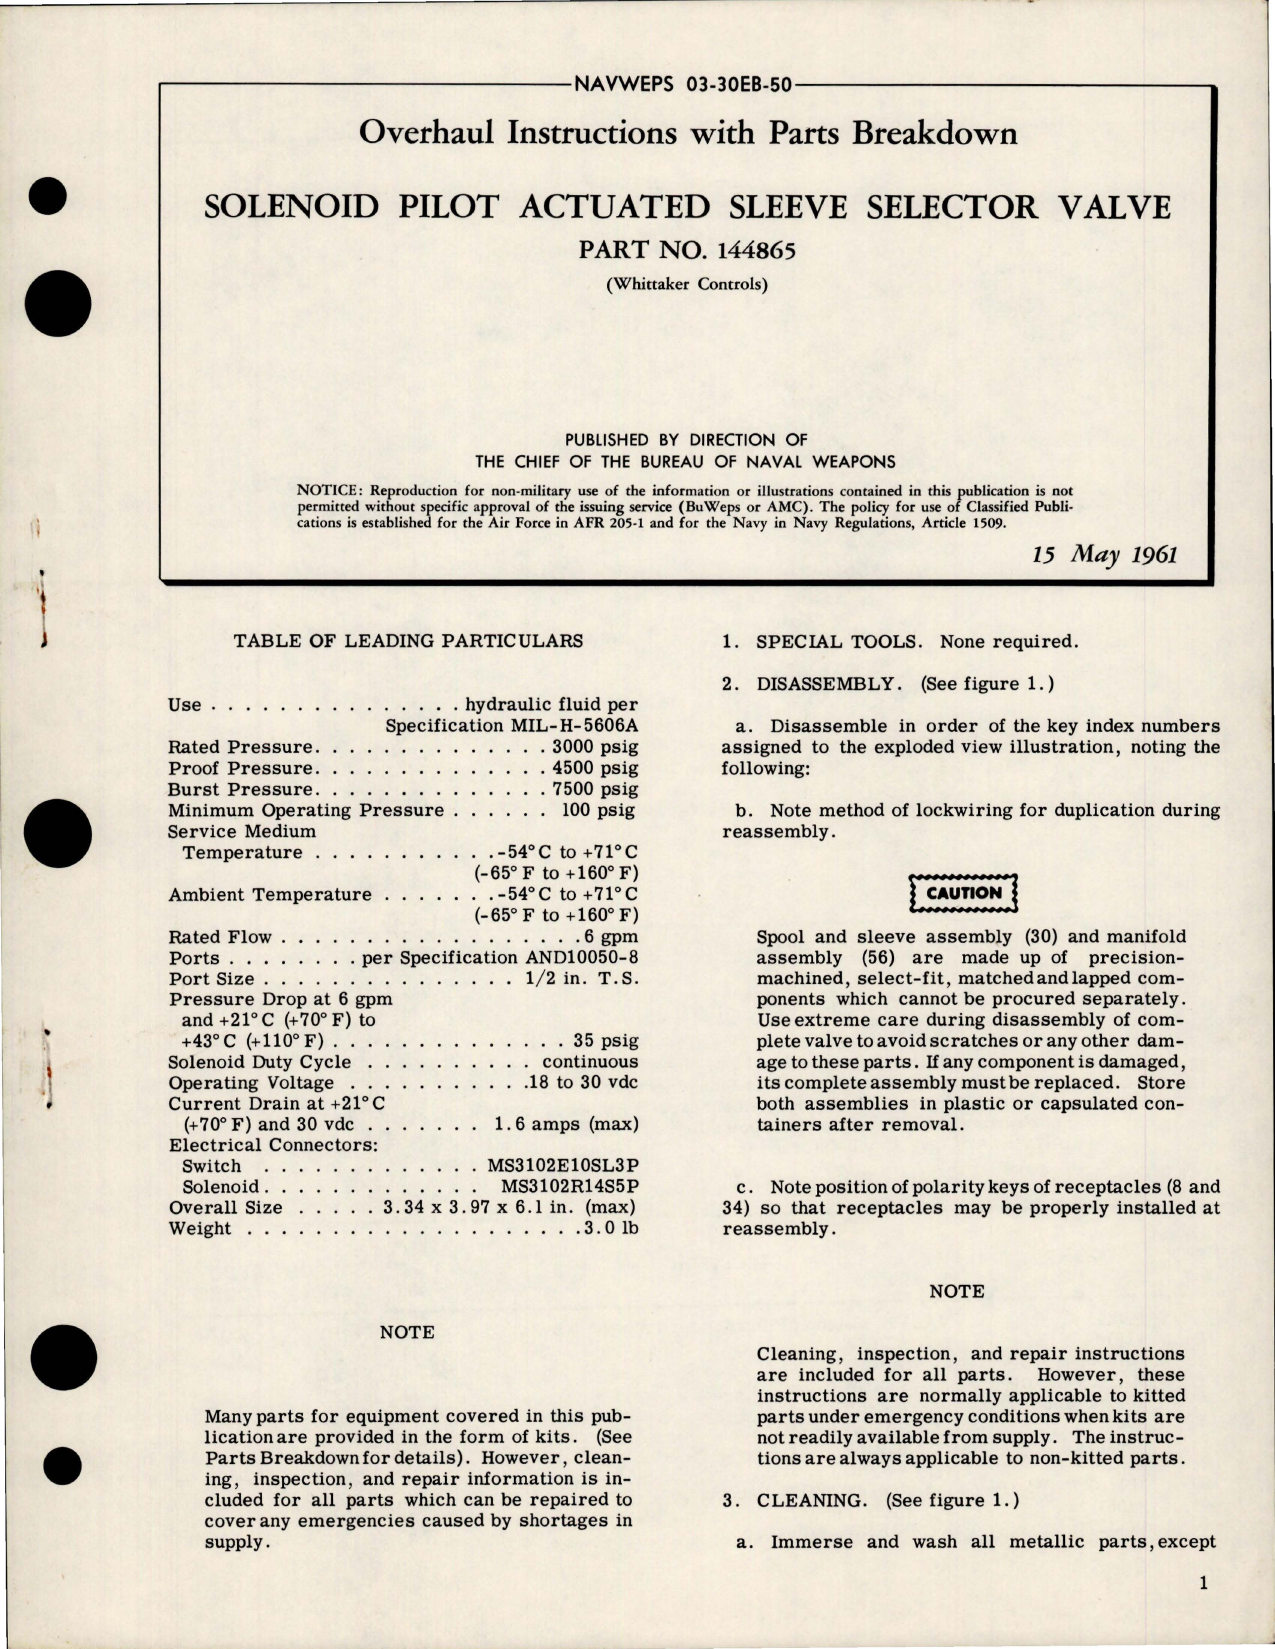 NAVWEPS 03-30EB-50
Overhaul Instructions with Parts Breakdown
SOLENOID PILOT ACTUATED SLEEVE SELECTOR VALVE
PART NO. 144865
(Whittaker Controls)
PUBLISHED BY DIRECTION OF
THE CHIEF OF THE BUREAU OF NAVAL WEAPONS
NOTICE: Reproduction for non-military use of the information or illustrations contained in this publication is not
permitted without specific approval of the issuing service (BuWeps or AMC). The policy for use of Classified Publi-
cations is established for the Air Force in AFR 205-1 and for the Navy in Navy Regulations, Article 1509.
15 May 1961
TABLE OF LEADING PARTICULARS
Use . . . . . . . . . . . . . . . hydraulic fluid per
Specification MIL-H-5606A
Rated Pressure. . . . . . . . . . . . . . 3000 psig
Proof Pressure. . . . . . . . . . . . . . 4500 psig
Burst Pressure. . . . . . . . . . . . . . 7500 psig
Minimum Operating Pressure . . . . . . 100 psig
Service Medium
Temperature . . . . . . . . . . . -54°C to +71°C
(-65°F to +160°F)
Ambient Temperature . . . . . . . -54°C to +71°C
(-65°F to +160°F)
Rated Flow . . . . . . . . . . . . . . . . . . 6 gpm
Ports . . . . . . . . per Specification AND10050-8
Port Size . . . . . . . . . . . . . . . 1/2 in. T.S.
Pressure Drop at 6 gpm
and +21°C (+70°F) to
+43°C (+110°F) . . . . . . . . . . . . . . 35 psig
Solenoid Duty Cycle . . . . . . . . . . continuous
Operating Voltage . . . . . . . . . . .18 to 30 vdc
Current Drain at +21°C
(+70°F) and 30 vdc . . . . . . . 1.6 amps (max)
Electrical Connectors:
Switch . . . . . . . . . . . . . MS3102E10SL3P
Solenoid. . . . . . . . . . . . . MS3102R14S5P
Overall Size . . . . . 3.34 x 3.97 x 6.1 in. (max)
Weight . . . . . . . . . . . . . . . . . . . .3.0 lb
NOTE
Many parts for equipment covered in this pub-
lication are provided in the form of kits. (See
Parts Breakdown for details). However, clean-
ing, inspection, and repair information is in-
cluded for all parts which can be repaired to
cover any emergencies caused by shortages in
supply.
1. SPECIAL TOOLS. None required.
2. DISASSEMBLY. (See figure 1.)
a. Disassemble in order of the key index numbers
assigned to the exploded view illustration, noting the
following:
b. Note method of lockwiring for duplication during
reassembly.
CAUTION
Spool and sleeve assembly (30) and manifold
assembly (56) are made up of precision-
machined, select-fit, matched and lapped com-
ponents which cannot be procured separately.
Use extreme care during disassembly of com-
plete valve to avoid scratches or any other dam-
age to these parts. If any component is damaged,
its complete assembly must be replaced. Store
both assemblies in plastic or capsulated con-
tainers after removal.
c. Note position of polarity keys of receptacles (8 and
34) so that receptacles may be properly installed at
reassembly.
NOTE
Cleaning, inspection, and repair instructions
are included for all parts. However, these
instructions are normally applicable to kitted
parts under emergency conditions when kits are
not readily available from supply. The instruc-
tions are always applicable to non-kitted parts.
3. CLEANING. (See figure 1.)
a. Immerse and wash all metallic parts, except
1